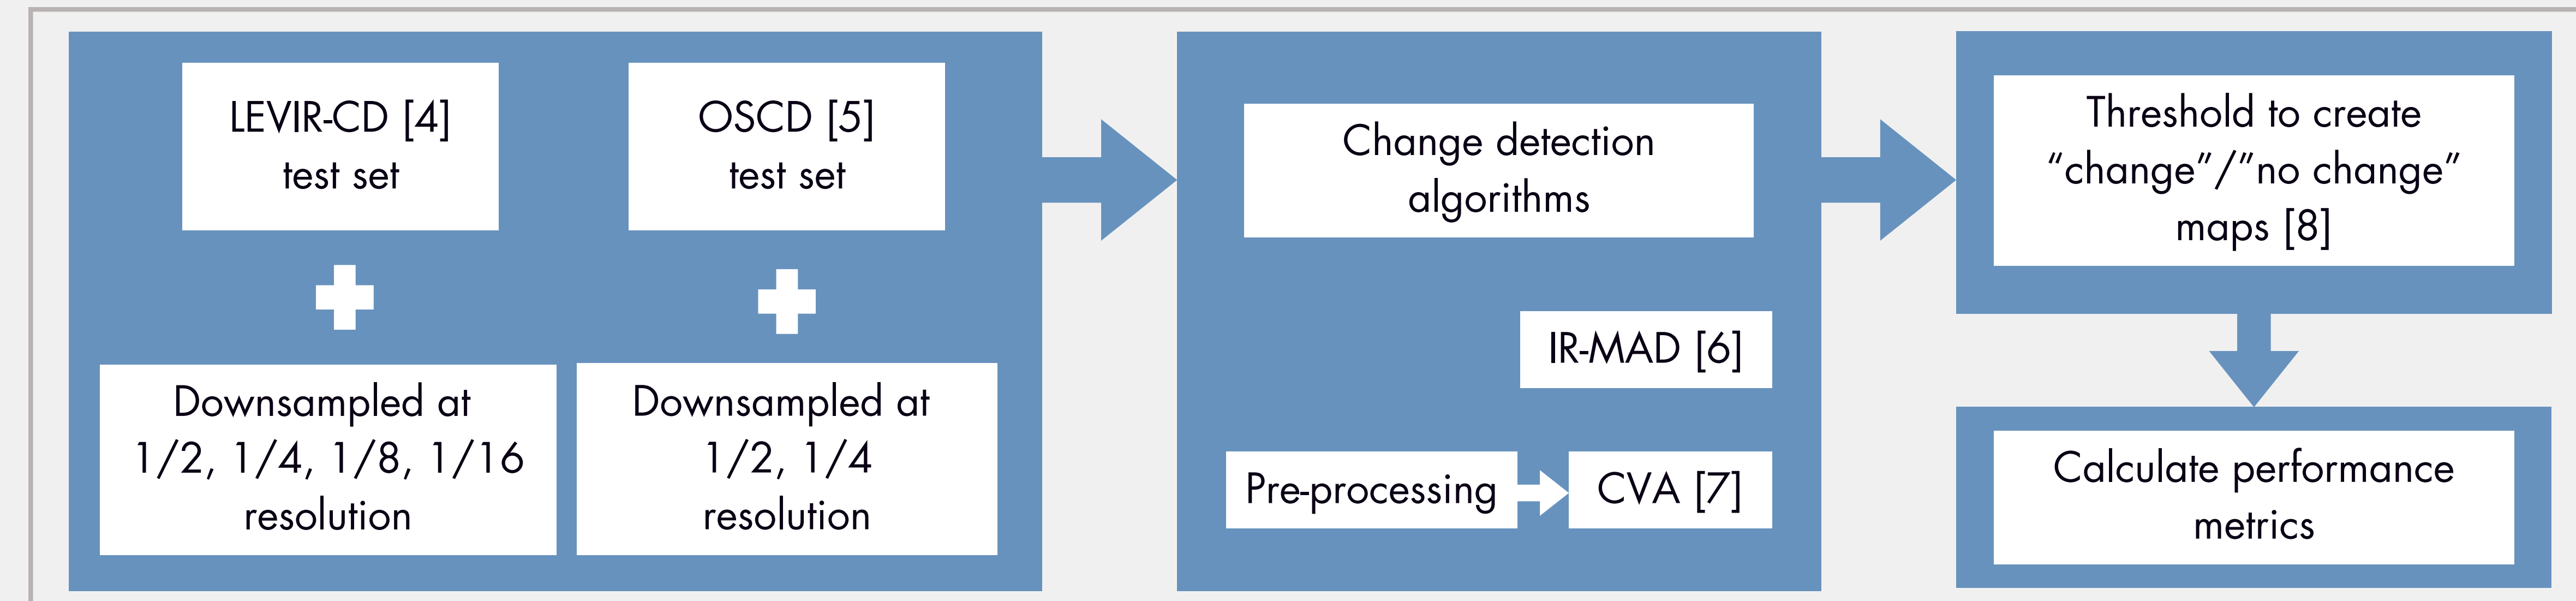 LEVIR-CD [4]
test set
OSCD [5]
test set
Downsampled at
1/2, 1/4, 1/8, 1/16
resolution
Downsampled at
1/2, 1/4
resolution
Change detection
algorithms
IR-MAD [6]
Pre-processing
CVA [7]
Threshold to create
“change”/”no change”
maps [8]
Calculate performance
metrics